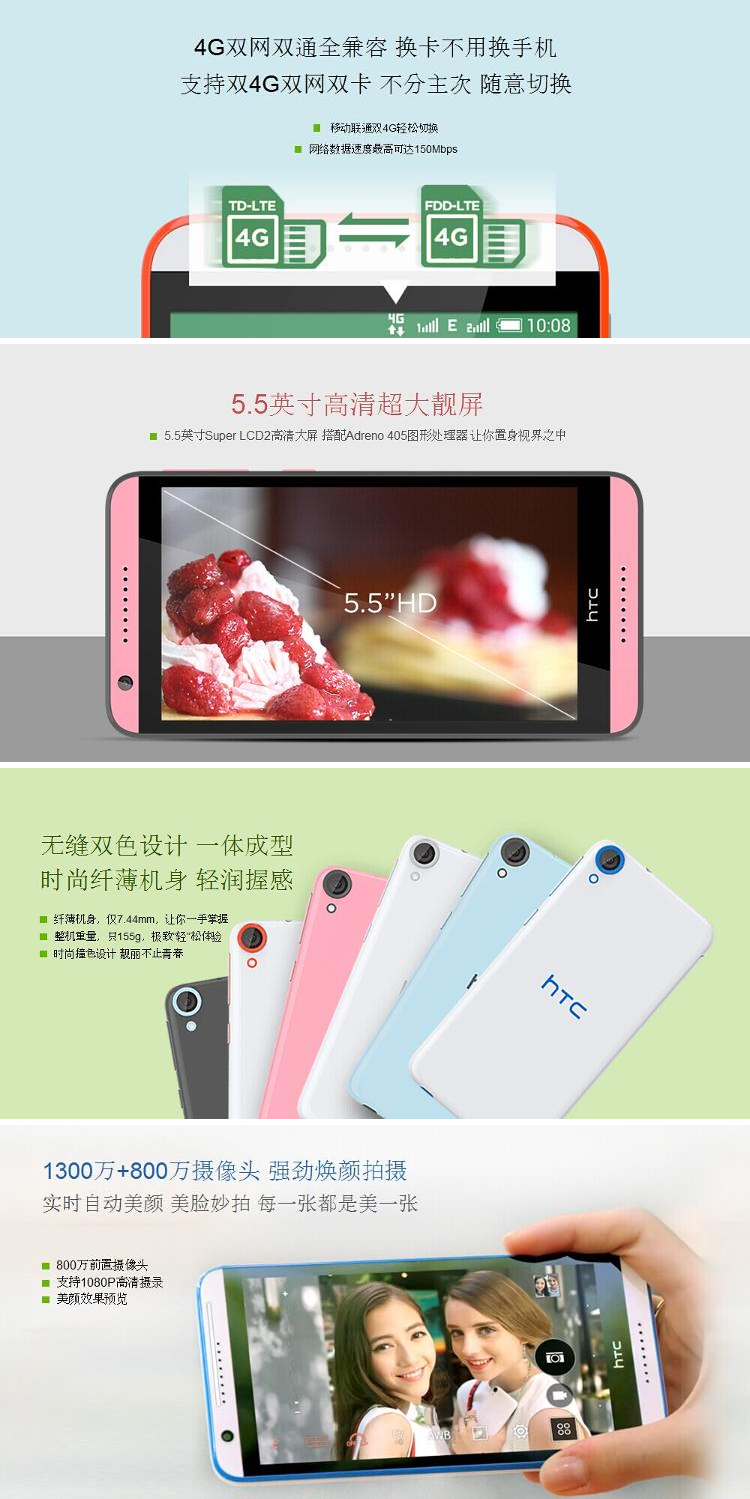 4G双网双通全兼容 换卡不用换手机
支持双4G双网双卡 不分主次 随意切换
移动联通双4G轻松切换
网络数据速度最高可达150Mbps
TD-LTE
4G
FDD-LTE
4G
4G
E
10:08
5.5英寸高清超大靓屏
5.5英寸Super LCD2高清大屏 搭配Adreno 405图形处理器 让你置身视界之中
5.5”HD
hTC
无缝双色设计 一体成型
时尚纤薄机身 轻润握感
纤薄机身，仅7.44mm，让你一手掌握
整机重量，只155g，极致“轻”松体验
时尚撞色设计 靓丽不止青春
hTC
1300万+800万摄像头 强劲焕颜拍摄
实时自动美颜 美脸妙拍 每一张都是美一张
800万前置摄像头
支持1080P高清摄录
美颜效果预览
hTC
AWB